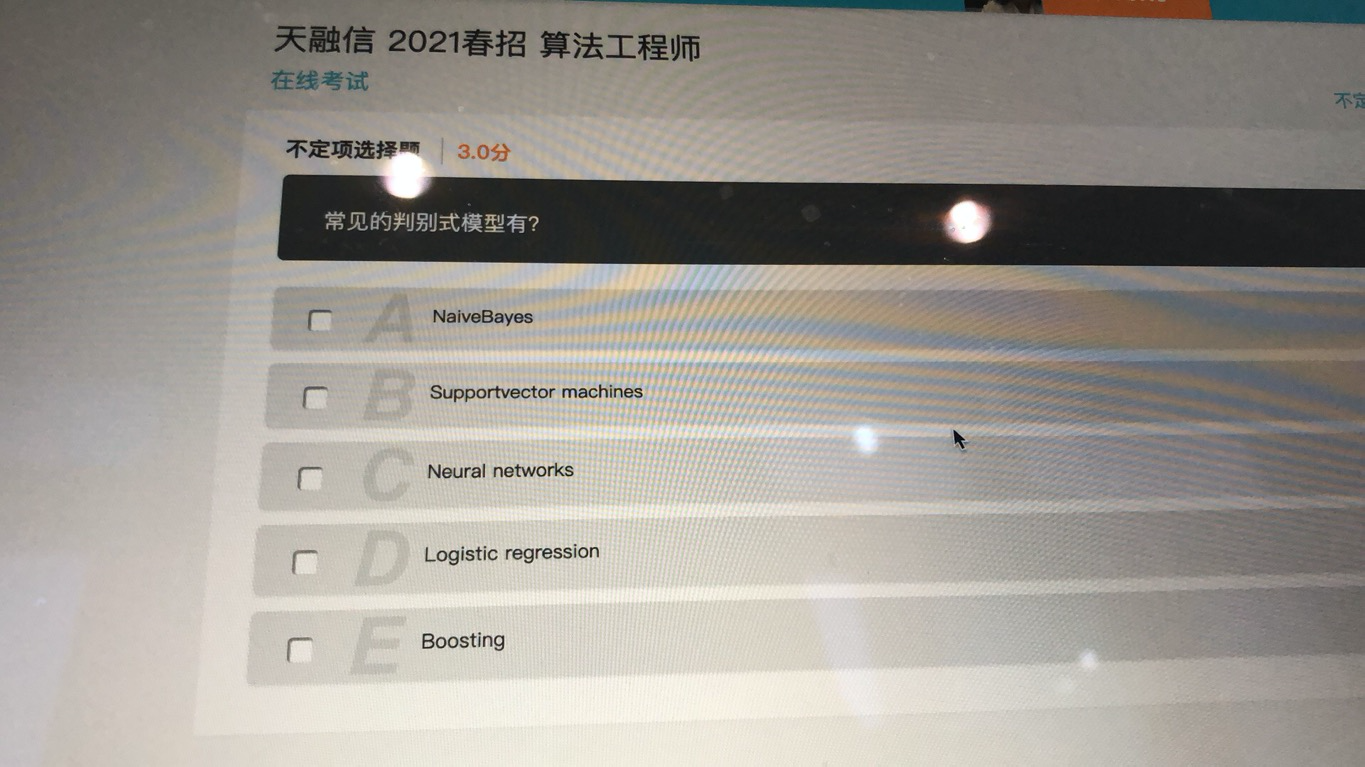 天融信 2021春招 算法工程师
在线考试
不定项选择题 3.0分
常见的判别式模型有?
A NaiveBayes
B Supportvector machines
C Neural networks
D Logistic regression
E Boosting